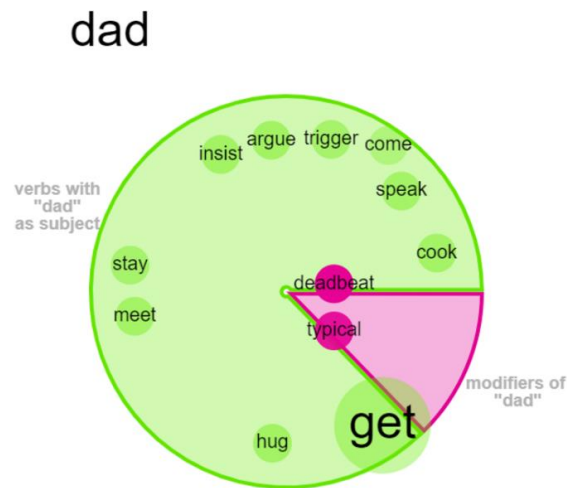 dad
insist
argue
trigger
come
speak
cook
verbs with
"dad"
as subject
stay
meet
deadbeat
typical
modifiers of
"dad"
get
hug